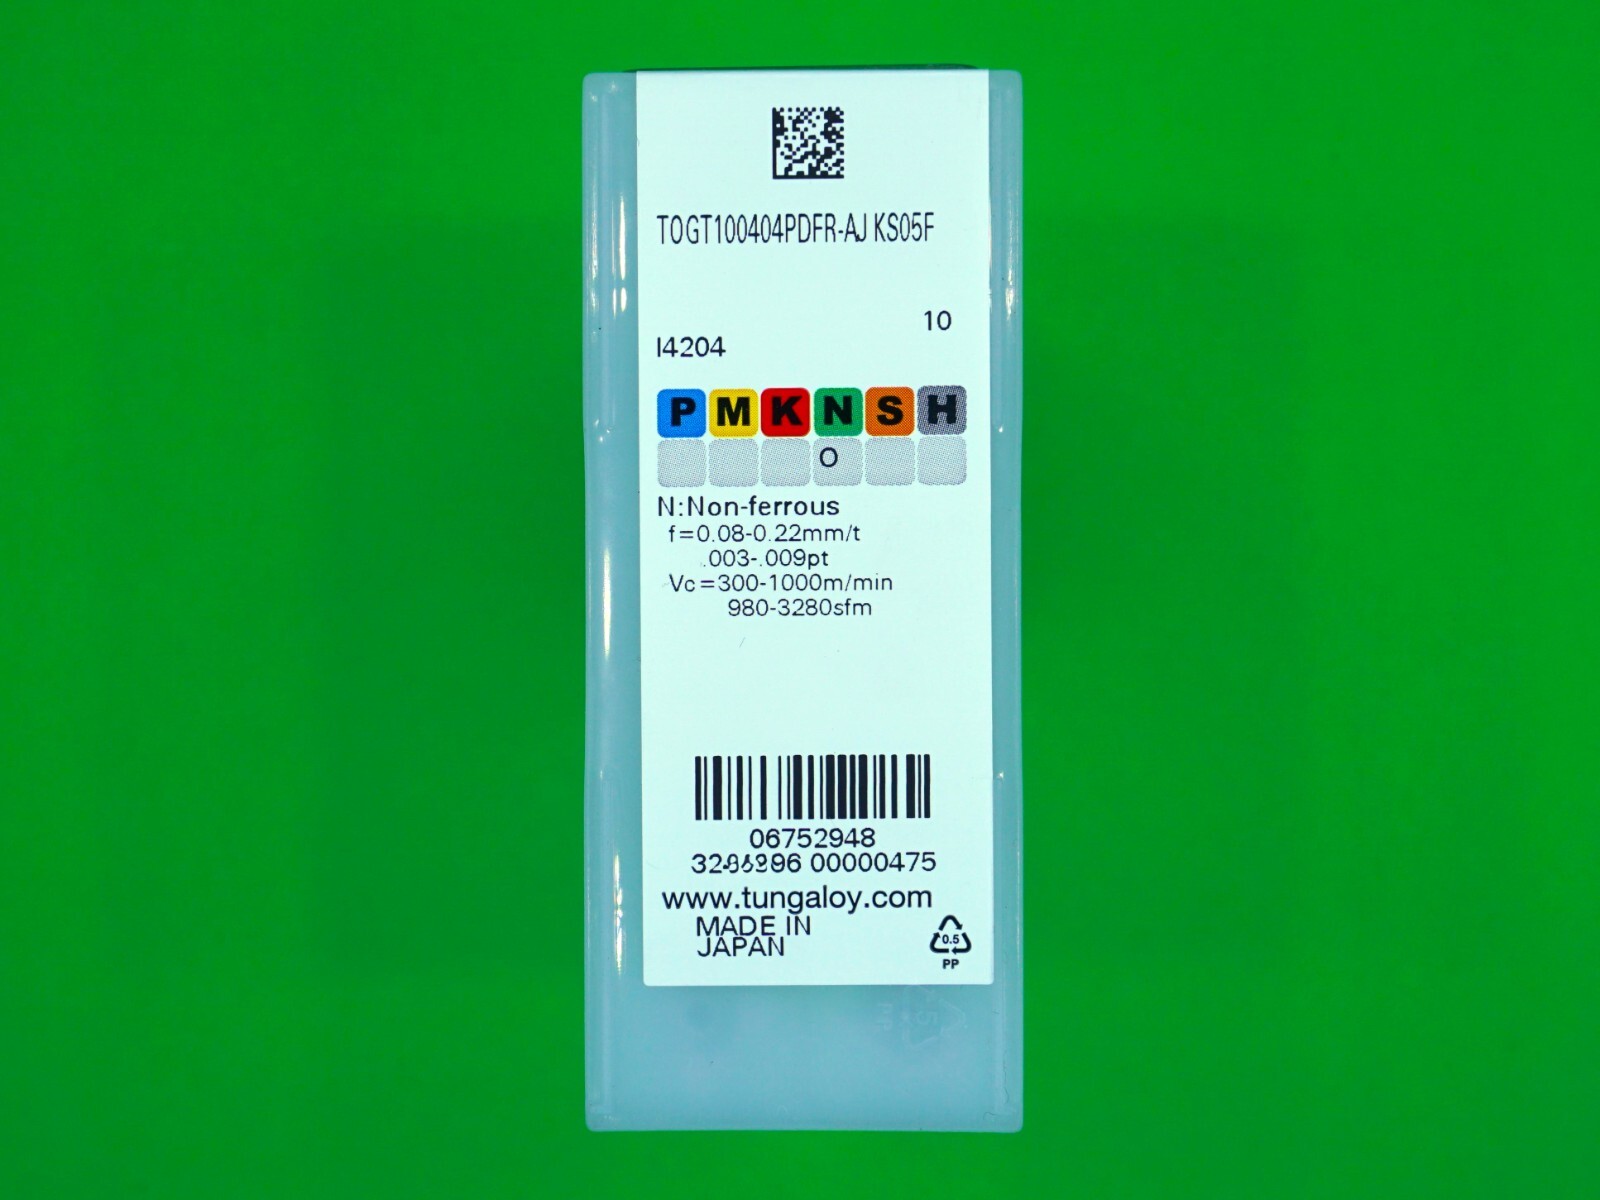 TOGT100404PDFR-AJ KS05F
10
I4204
P M K N S H
O
N:Non-ferrous
f=0.08-0.22mm/t
.003-.009pt
Vc=300-1000m/min
980-3280sfm
06752948
00000475
www.tungaloy.com
MADE IN
JAPAN
0.5
PP